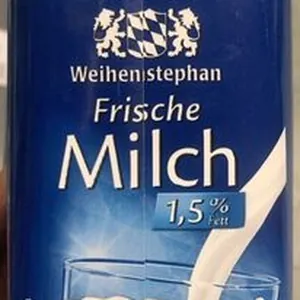 Weihenstephan
Frische
Milch
1,5 %
Fett